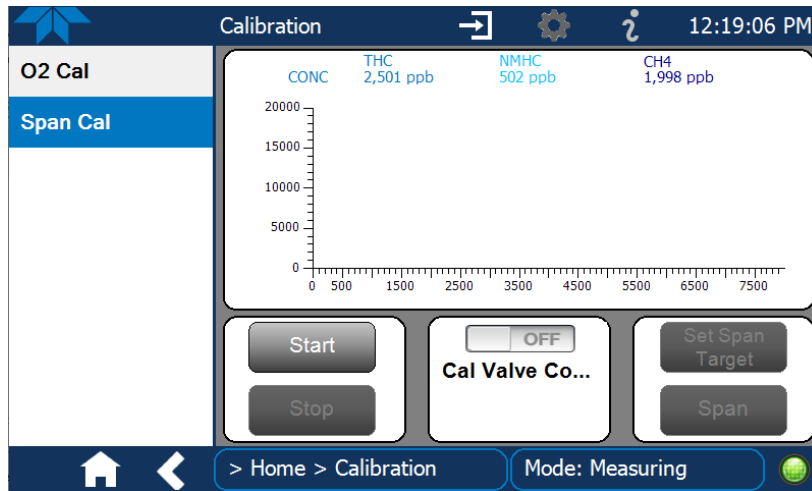 Calibration 12:19:06 PM
O2 Cal
Span Cal
THC NMHC CH4
CONC 2,501 ppb 502 ppb 1,998 ppb
20000
15000
10000
5000
0
0 500 1500 2500 3500 4500 5500 6500 7500
Start
Stop
OFF
Cal Valve Co...
Set Span
Target
Span
> Home > Calibration
Mode: Measuring